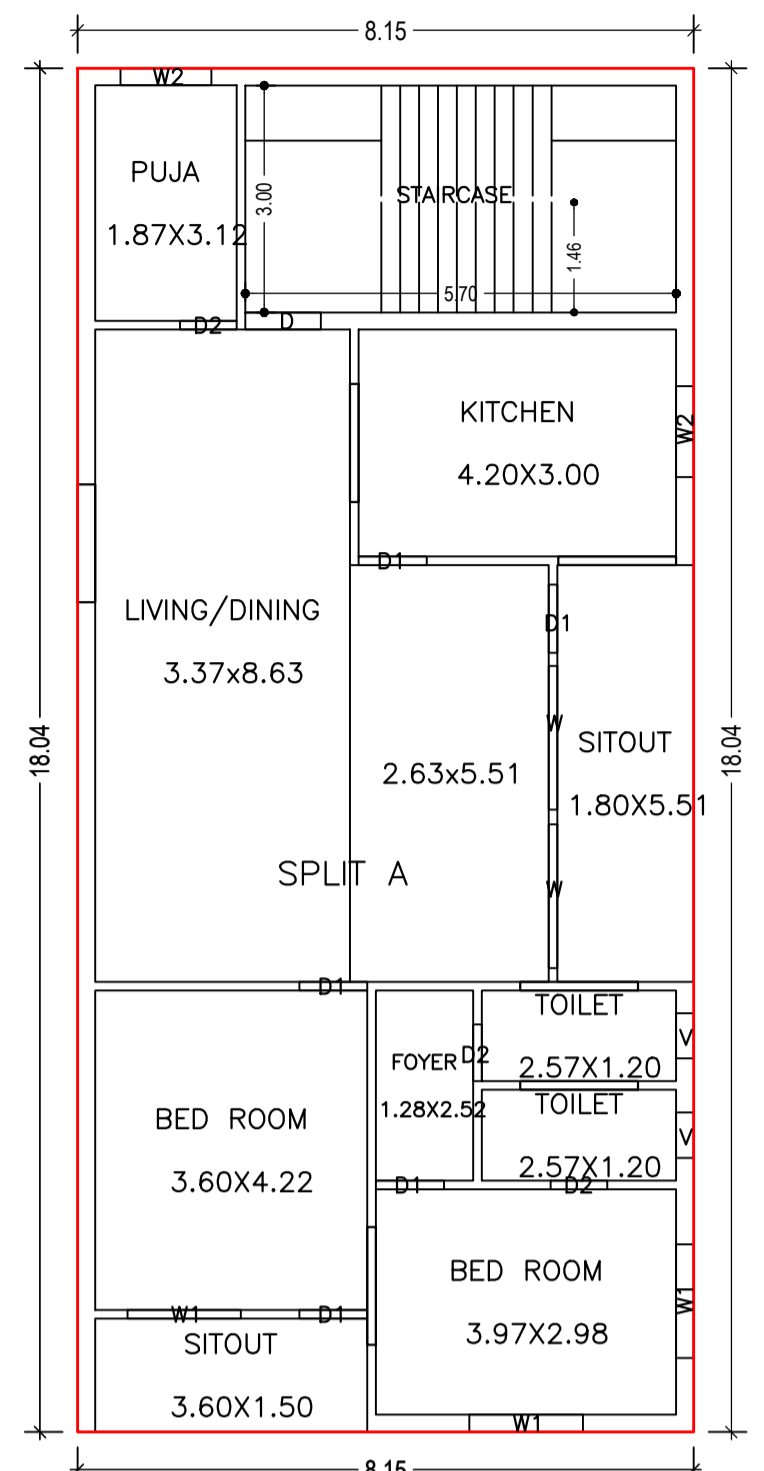 8.15
W2
PUJA
1.87X3.12
3.00
STAIRCASE
1.46
5.70
D2
D
KITCHEN
4.20X3.00
W2
D1
LIVING/DINING
3.37x8.63
D1
W
SITOUT
1.80X5.51
2.63x5.51
18.04
18.04
SPLIT A
W
D1
TOILET
2.57X1.20
V
FOYER
1.28X2.52
D2
TOILET
2.57X1.20
V
BED ROOM
3.60X4.22
D1
D2
BED ROOM
3.97X2.98
W1
W1
D1
SITOUT
3.60X1.50
W1
8.15